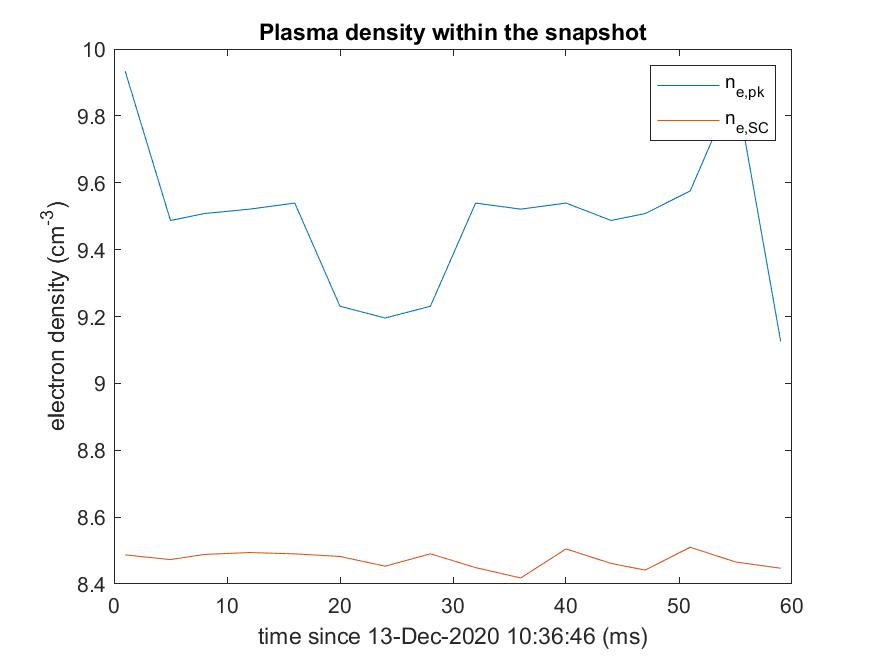 Plasma density within the snapshot
10
9.8
9.6
9.4
9.2
9
8.8
8.6
8.4
electron density (cm-3)
n e,pk
n e,SC
0 10 20 30 40 50 60
time since 13-Dec-2020 10:36:46 (ms)